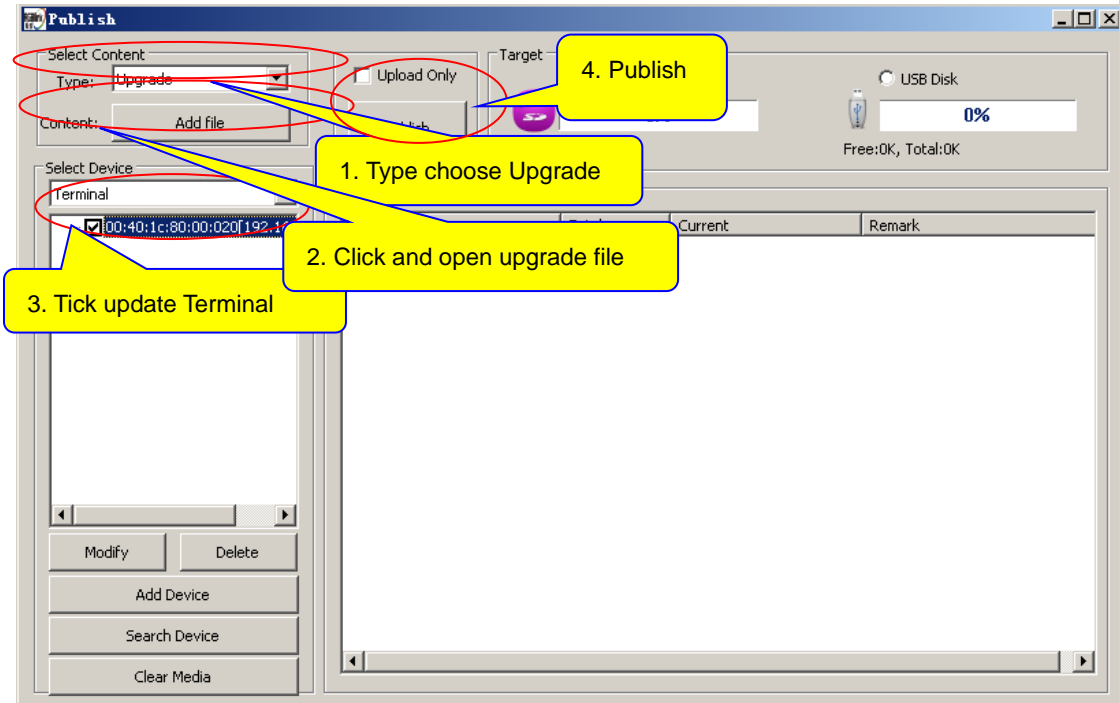 Publish
Select Content
Type: Upgrade
Content: Add file
Upload Only
Target
USB Disk
0%
Free:0K, Total:0K
4. Publish
1. Type choose Upgrade
2. Click and open upgrade file
3. Tick update Terminal
Select Device
Terminal
00:40:1c:80:00:020[192.16
Current
Remark
Modify
Delete
Add Device
Search Device
Clear Media